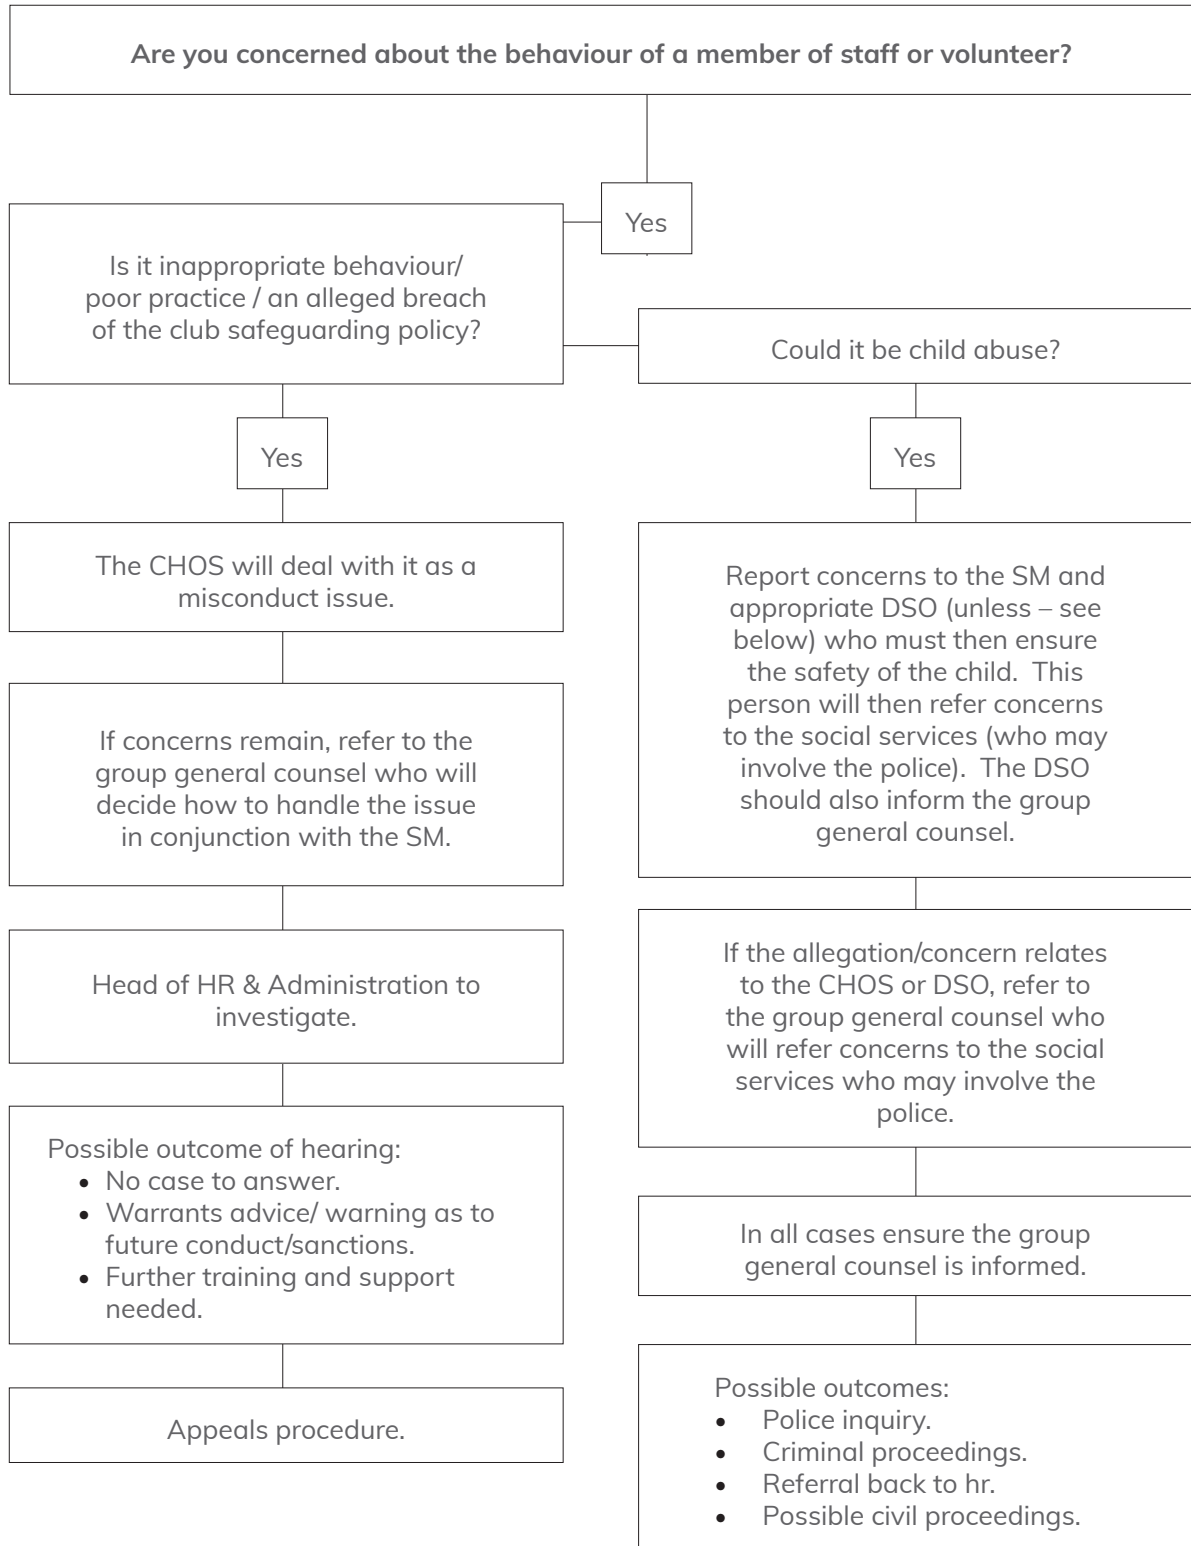 Are you concerned about the behaviour of a member of staff or volunteer?
Yes
Is it inappropriate behaviour/
poor practice / an alleged breach
of the club safeguarding policy?
Could it be child abuse?
Yes
The CHOS will deal with it as a
misconduct issue.
If concerns remain, refer to the
group general counsel who will
decide how to handle the issue
in conjunction with the SM.
Head of HR & Administration to
investigate.
Possible outcome of hearing:
• No case to answer.
• Warrants advice/ warning as to
future conduct/sanctions.
• Further training and support
needed.
Appeals procedure.
Yes
Report concerns to the SM and
appropriate DSO (unless – see
below) who must then ensure
the safety of the child. This
person will then refer concerns
to the social services (who may
involve the police). The DSO
should also inform the group
general counsel.
If the allegation/concern relates
to the CHOS or DSO, refer to
the group general counsel who
will refer concerns to the social
services who may involve the
police.
In all cases ensure the group
general counsel is informed.
Possible outcomes:
• Police inquiry.
• Criminal proceedings.
• Referral back to hr.
• Possible civil proceedings.